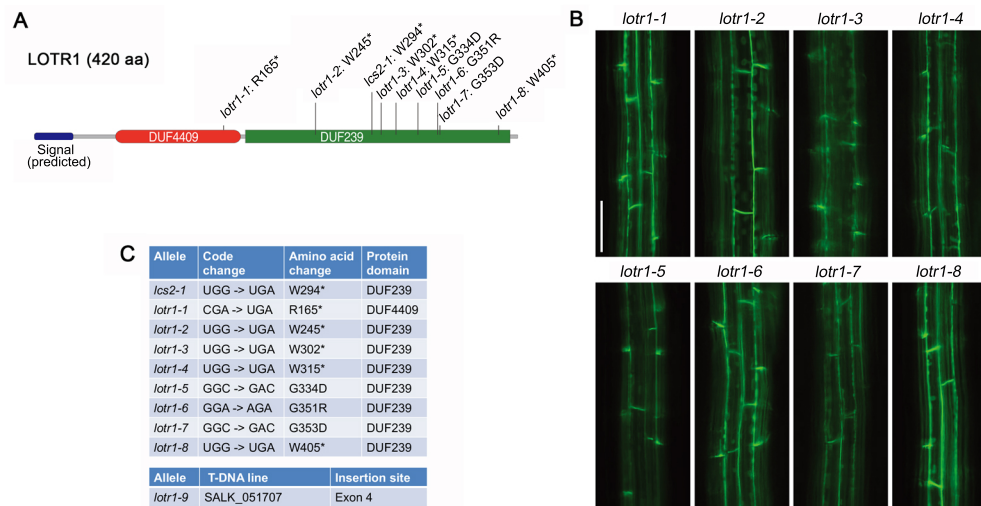 A
LOTR1 (420 aa)
lotr1-1: R165*
lotr1-2: W245*
lcs2-1: W294*
lotr1-3: W302*
lotr1-4: W315*
lotr1-5: G334D
lotr1-6: G351R
lotr1-7: G353D
lotr1-8: W405*
DUF4409
DUF239
Signal
(predicted)
B
lotr1-1 lotr1-2 lotr1-3 lotr1-4
lotr1-5 lotr1-6 lotr1-7 lotr1-8
C
Allele Code change Amino acid change Protein domain
lcs2-1 UGG -> UGA W294* DUF239
lotr1-1 CGA -> UGA R165* DUF4409
lotr1-2 UGG -> UGA W245* DUF239
lotr1-3 UGG -> UGA W302* DUF239
lotr1-4 UGG -> UGA W315* DUF239
lotr1-5 GGC -> GAC G334D DUF239
lotr1-6 GGA -> AGA G351R DUF239
lotr1-7 GGC -> GAC G353D DUF239
lotr1-8 UGG -> UGA W405* DUF239
Allele T-DNA line Insertion site
lotr1-9 SALK_051707 Exon 4